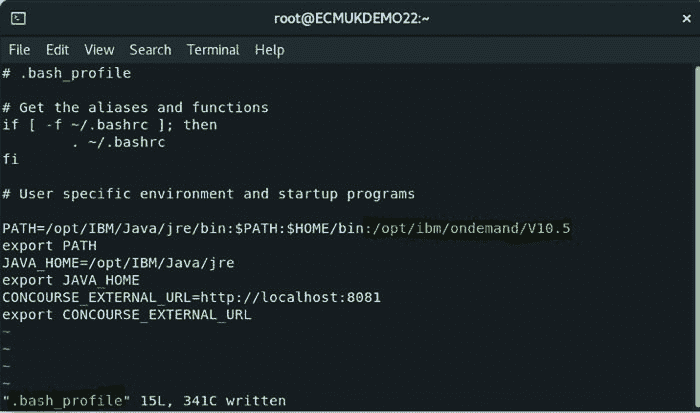 root@ECMUKDEMO22:~
File Edit View Search Terminal Help
# .bash_profile
# Get the aliases and functions
if [ -f ~/.bashrc ]; then
. ~/.bashrc
fi
# User specific environment and startup programs
PATH=/opt/IBM/Java/jre/bin:$PATH:$HOME/bin:/opt/ibm/ondemand/V10.5
export PATH
JAVA_HOME=/opt/IBM/Java/jre
export JAVA_HOME
CONCOURSE_EXTERNAL_URL=http://localhost:8081
export CONCOURSE_EXTERNAL_URL
~
~
~
~
".bash_profile" 15L, 341C written